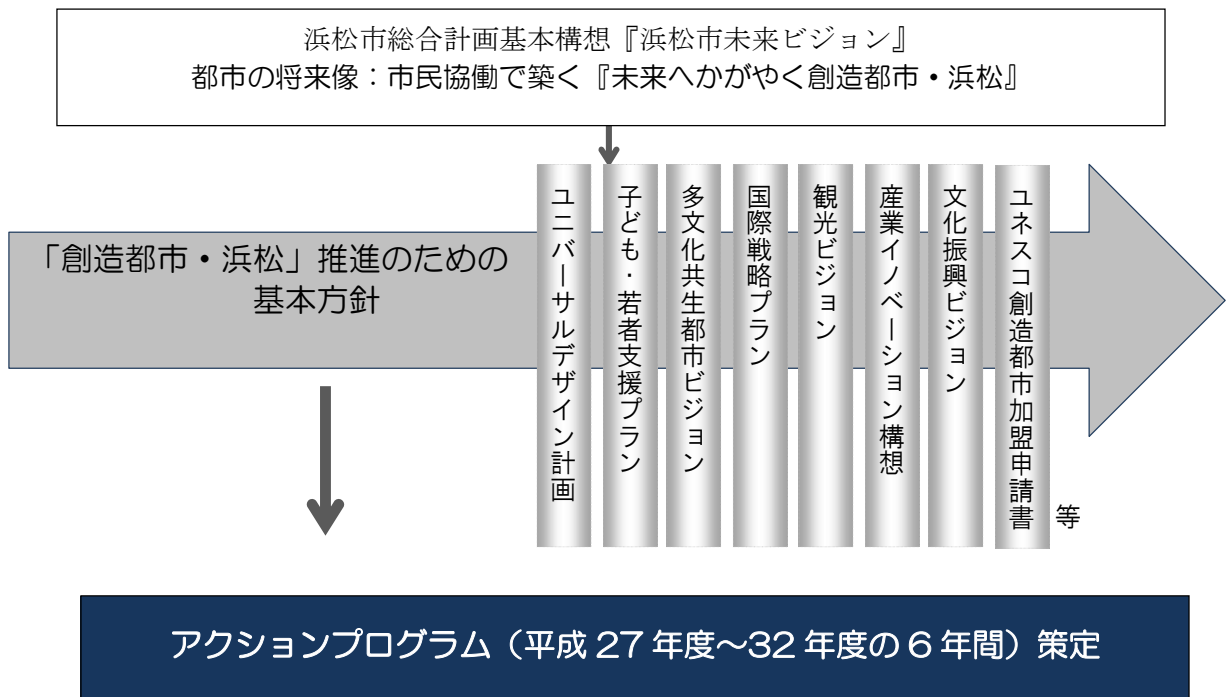 浜松市総合計画基本構想『浜松市未来ビジョン』
都市の将来像：市民協働で築く『未来へかがやく創造都市・浜松』
「創造都市・浜松」推進のための
基本方針
ユニバーサルデザイン計画
子ども・若者支援プラン
多文化共生都市ビジョン
国際戦略プラン
観光ビジョン
産業イノベーション構想
文化振興ビジョン
ユネスコ創造都市加盟申請書
等
アクションプログラム（平成 27 年度～32 年度の 6 年間）策定